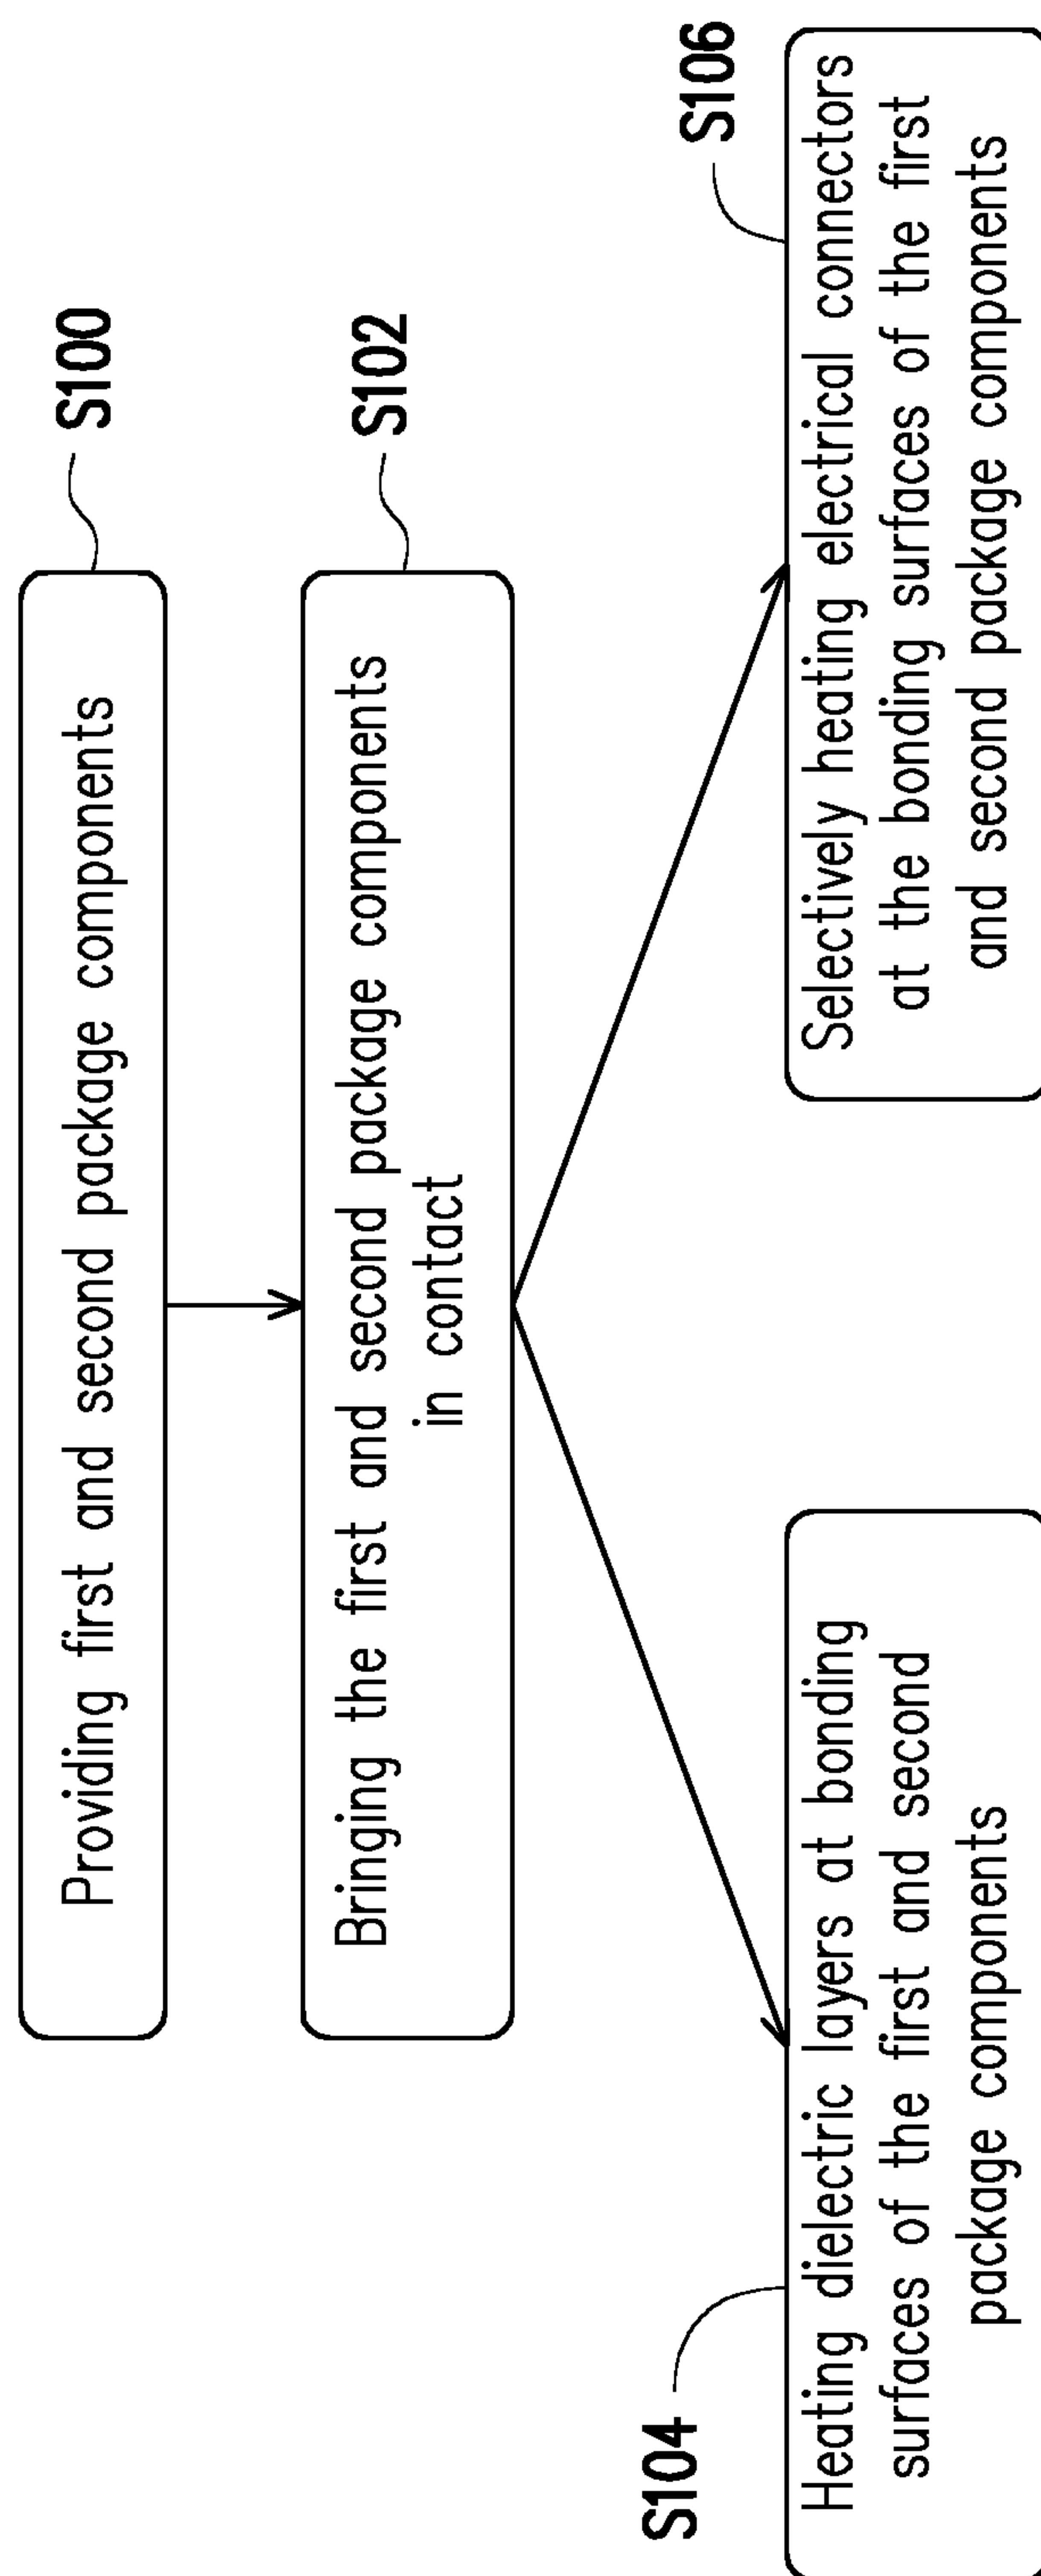 Providing first and second package components
S100
Bringing the first and second package components
in contact
S102
S104
Heating dielectric layers at bonding
surfaces of the first and second
package components
S106
Selectively heating electrical connectors
at the bonding surfaces of the first
and second package components